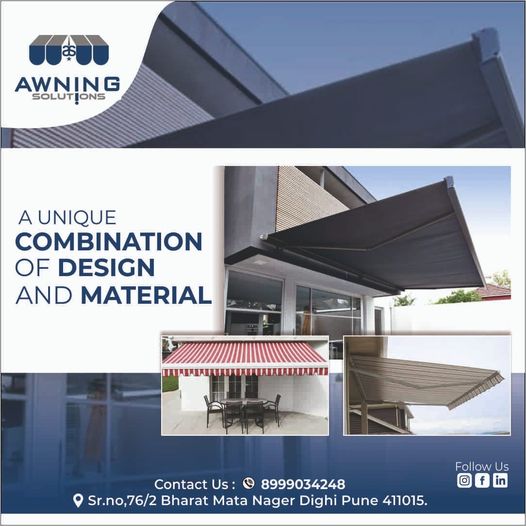 AWNING
SOLUTIONS
A UNIQUE
COMBINATION
OF DESIGN
AND MATERIAL
Follow Us
Contact Us : 8999034248
Sr.no,76/2 Bharat Mata Nager Dighi Pune 411015.